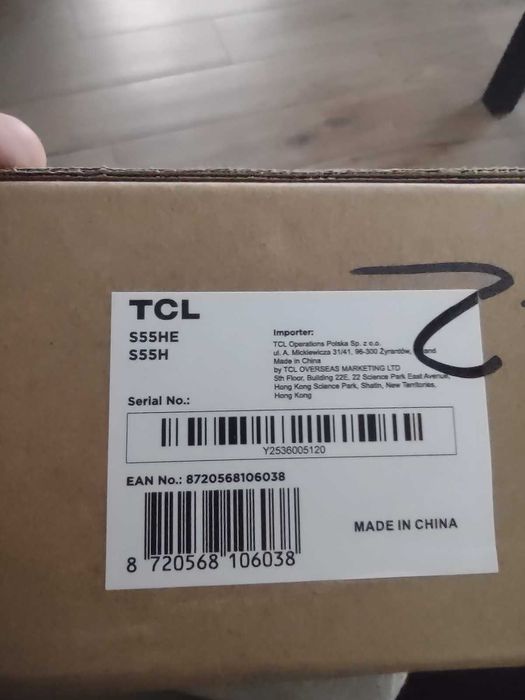 TCL
S55HE
S55H
Importer:
TCL Operations Polska Sp. z o.o.
ul. A. Mickiewicza 31/41, 96-300 Żyrardów,
Made in China
by TCL OVERSEAS MARKETING LTD
5th Floor, Building 22E, 22 Science Park East Avenue,
Hong Kong Science Park, Shatin, New Territories,
Hong Kong
Serial No.:
Y2536005120
EAN No.: 8720568106038
8 720568 106038
MADE IN CHINA